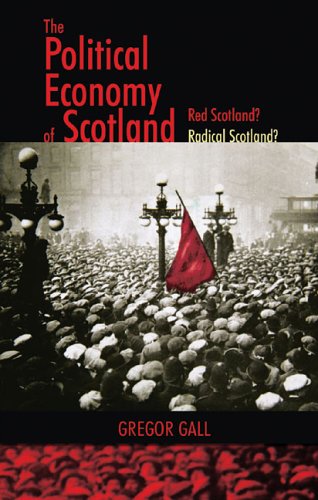 The
Political
Economy
of Scotland
Red Scotland?
Radical Scotland?
GREGOR GALL